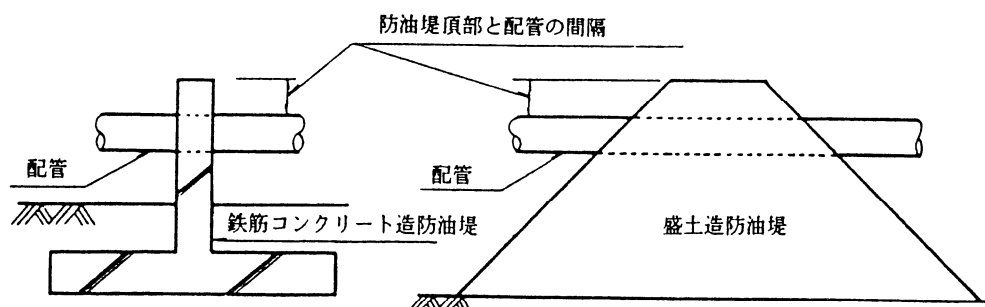 防油堤頂部と配管の間隔
配管
配管
鉄筋コンクリート造防油堤
盛土造防油堤